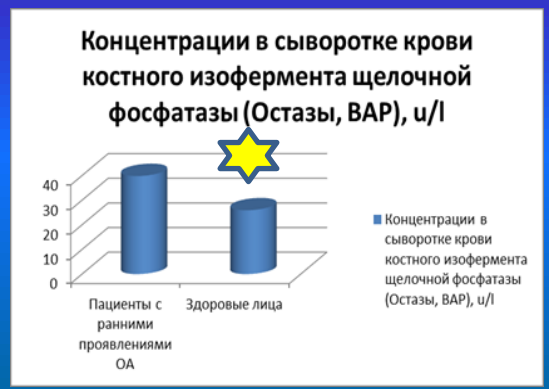 Концентрации в сыворотке крови
костного изофермента щелочной
фосфатазы (Остазы, BAP), u/l
40
30
20
10
0
Пациенты с
ранними
проявлениями
ОА
Здоровые лица
Концентрации в
сыворотке крови
костного изофермента
щелочной фосфатазы
(Остазы, BAP), u/l